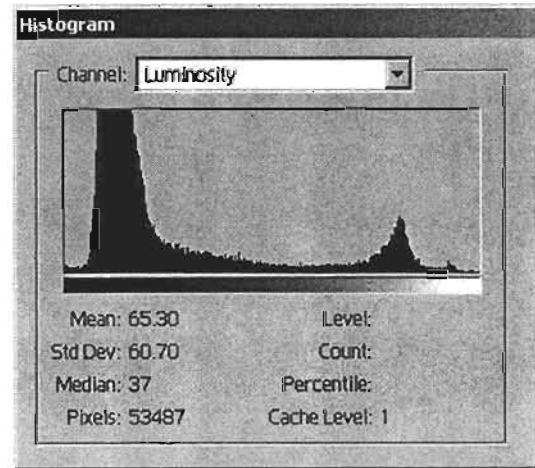 Histogram
Channel: Luminosity
Mean: 65.30 Level:
Std Dev: 60.70 Count:
Median: 37 Percentile:
Pixels: 53487 Cache Level: 1